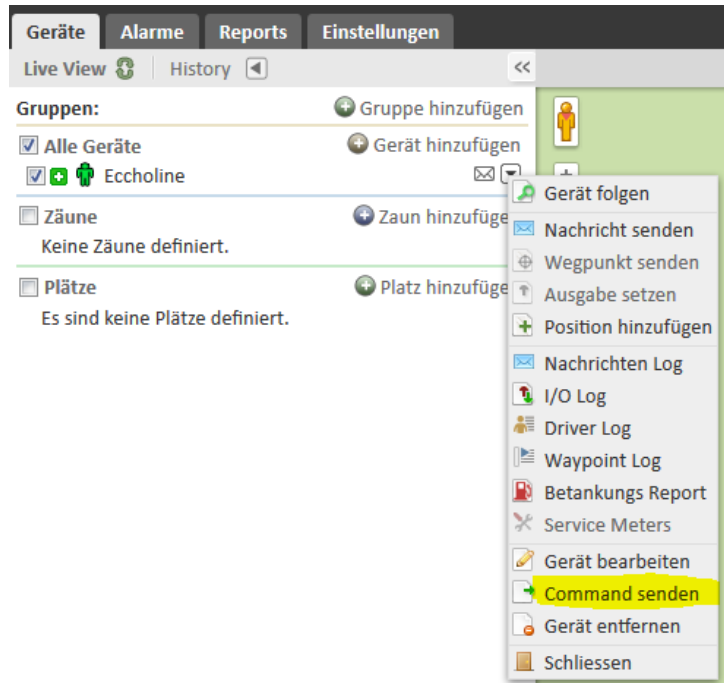 Geräte Alarme Reports Einstellungen
Live View History <<
Gruppen: Gruppe hinzufügen
Alle Geräte Gerät hinzufügen
Eccholine
Zäune Zaun hinzufüge
Keine Zäune definiert.
Plätze Platz hinzufüge
Es sind keine Plätze definiert.
Gerät folgen
Nachricht senden
Wegpunkt senden
Ausgabe setzen
Position hinzufügen
Nachrichten Log
I/O Log
Driver Log
Waypoint Log
Betankungs Report
Service Meters
Gerät bearbeiten
Command senden
Gerät entfernen
Schliessen